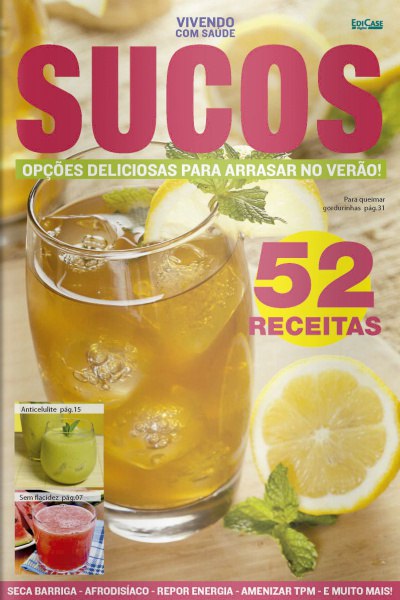 VIVENDO
COM SAÚDE
EDICASE
digital
SUCOS
OPÇÕES DELICIOSAS PARA ARRASAR NO VERÃO!
Para queimar
gordurinhas pág.31
52
RECEITAS
Anticelulite pág.15
Sem flacidez pág.07
SECA BARRIGA - AFRODISÍACO - REPOR ENERGIA - AMENIZAR TPM - E MUITO MAIS!